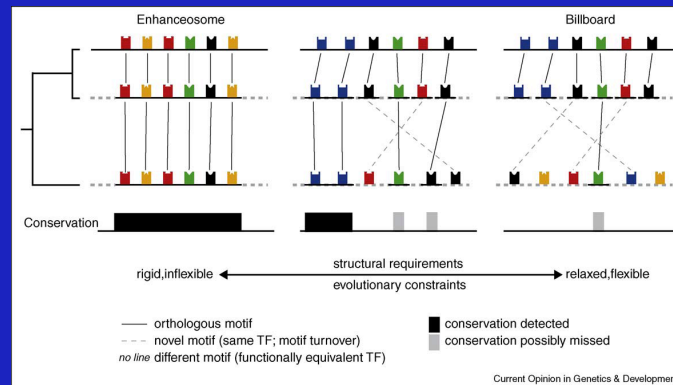 Enhanceosome
Billboard
Conservation
structural requirements
rigid,inflexible
relaxed,flexible
evolutionary constraints
orthologous motif
conservation detected
novel motif (same TF; motif turnover)
conservation possibly missed
no line different motif (functionally equivalent TF)
Current Opinion in Genetics & Developmen